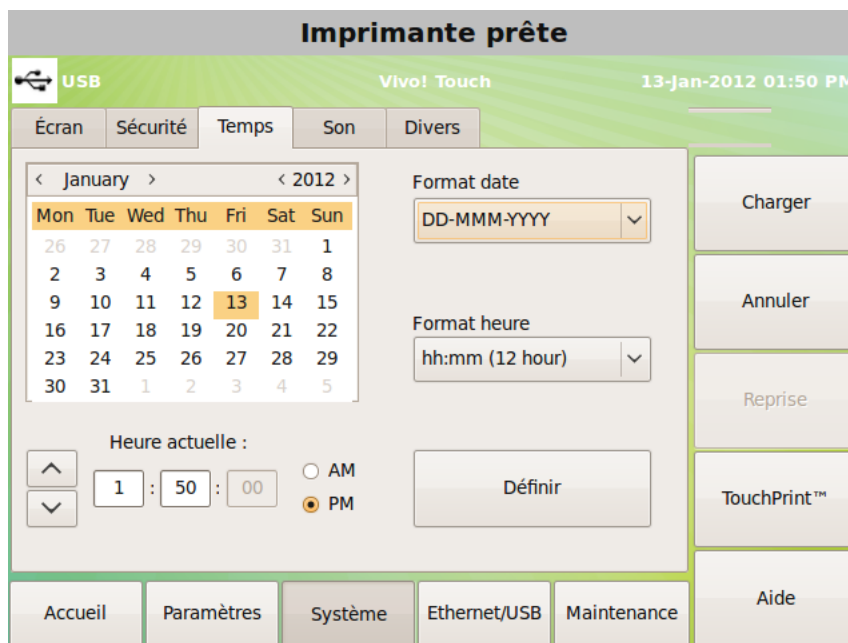 Imprimante prête
USB Vivo! Touch 13-Jan-2012 01:50 PM
Écran Sécurité Temps Son Divers
< January > < 2012 >
Mon Tue Wed Thu Fri Sat Sun
26 27 28 29 30 31 1
2 3 4 5 6 7 8
9 10 11 12 13 14 15
16 17 18 19 20 21 22
23 24 25 26 27 28 29
30 31 1 2 3 4 5
Format date
DD-MMM-YYYY
Format heure
hh:mm (12 hour)
Heure actuelle :
1 : 50 : 00
AM
PM
Définir
Charger
Annuler
Reprise
TouchPrint™
Aide
Accueil Paramètres Système Ethernet/USB Maintenance